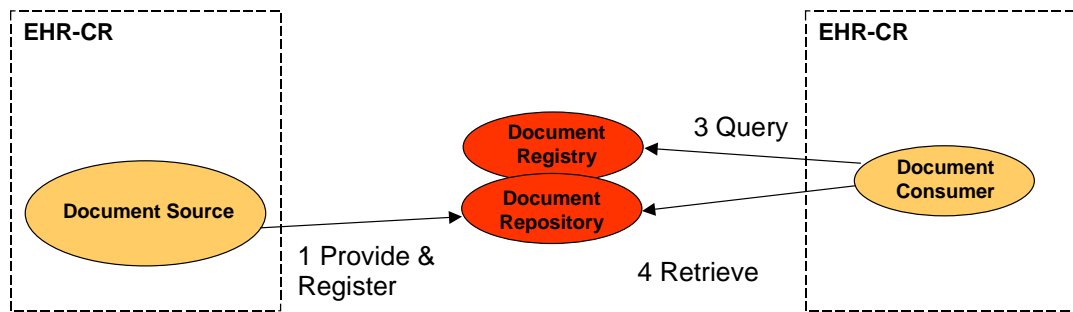 EHR-CR
EHR-CR
Document
Registry
3 Query
Document
Consumer
Document Source
Document
Repository
1 Provide &
Register
4 Retrieve